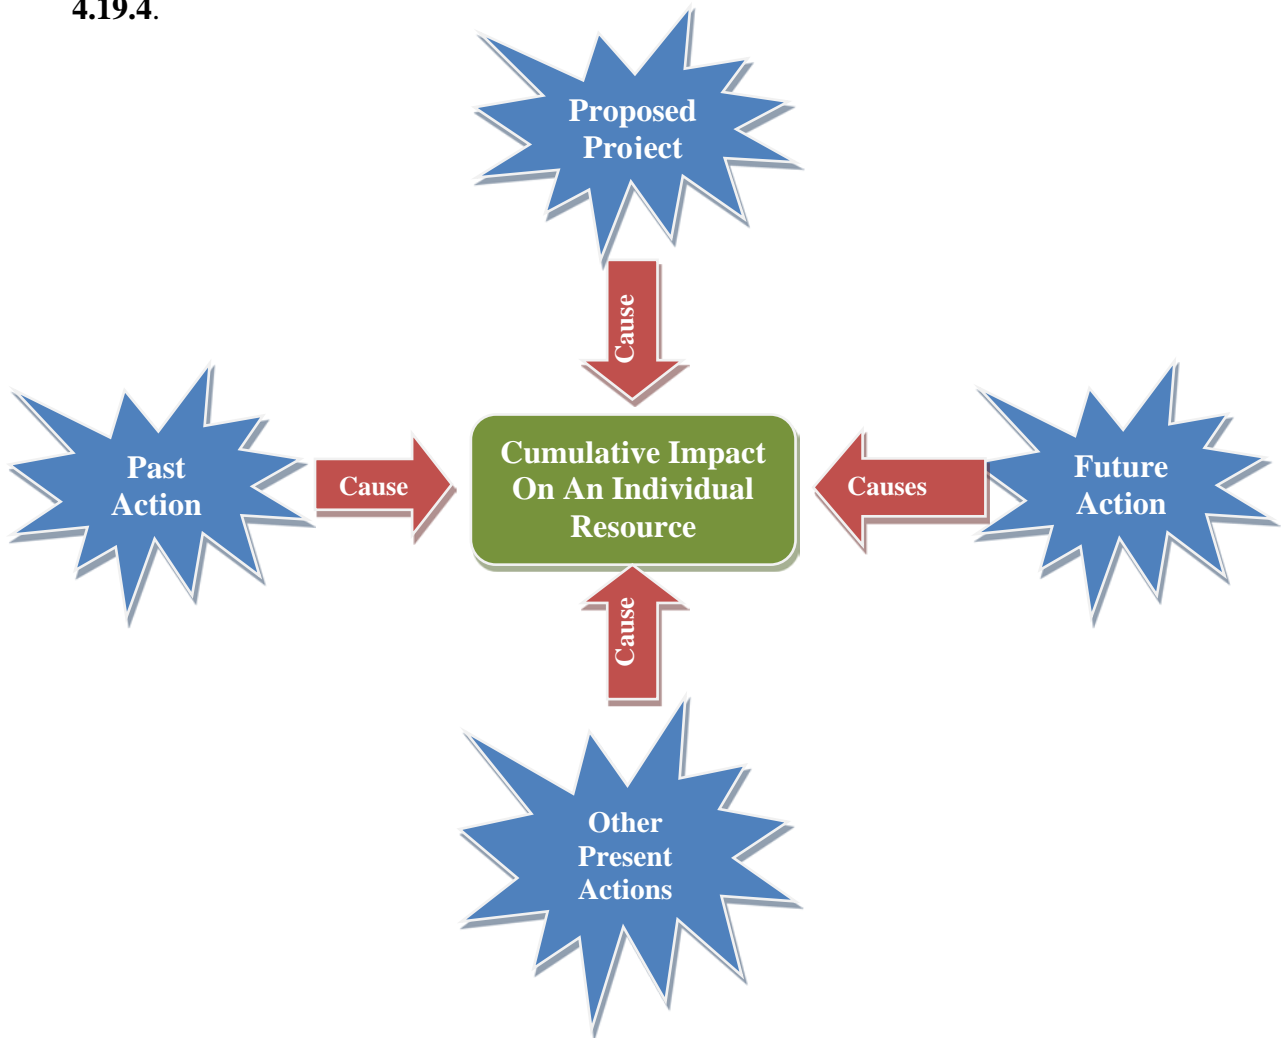 4.19.4.
Proposed
Project
Cause
Past
Action
Cause
Cumulative Impact
On An Individual
Resource
Causes
Future
Action
Cause
Other
Present
Actions